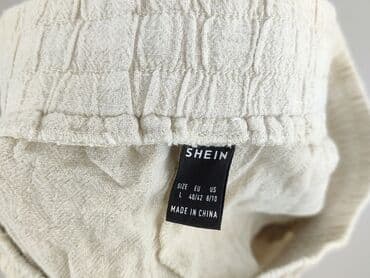 SHEIN
SIZE EU US
L 40/42 8/10
MADE IN CHINA